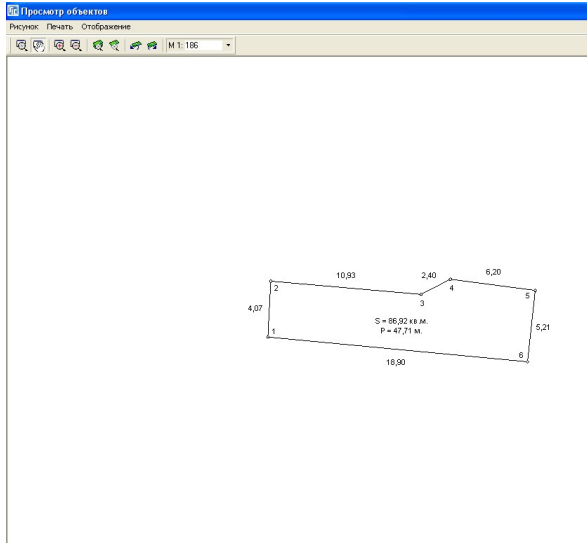 Просмотр объектов
Рисунок Печать Отображение
М 1: 186
10,93
2,40
6,20
2
3
4
5
4,07
S = 86,92 кв.м.
P = 47,71 м.
5,21
1
6
18,90